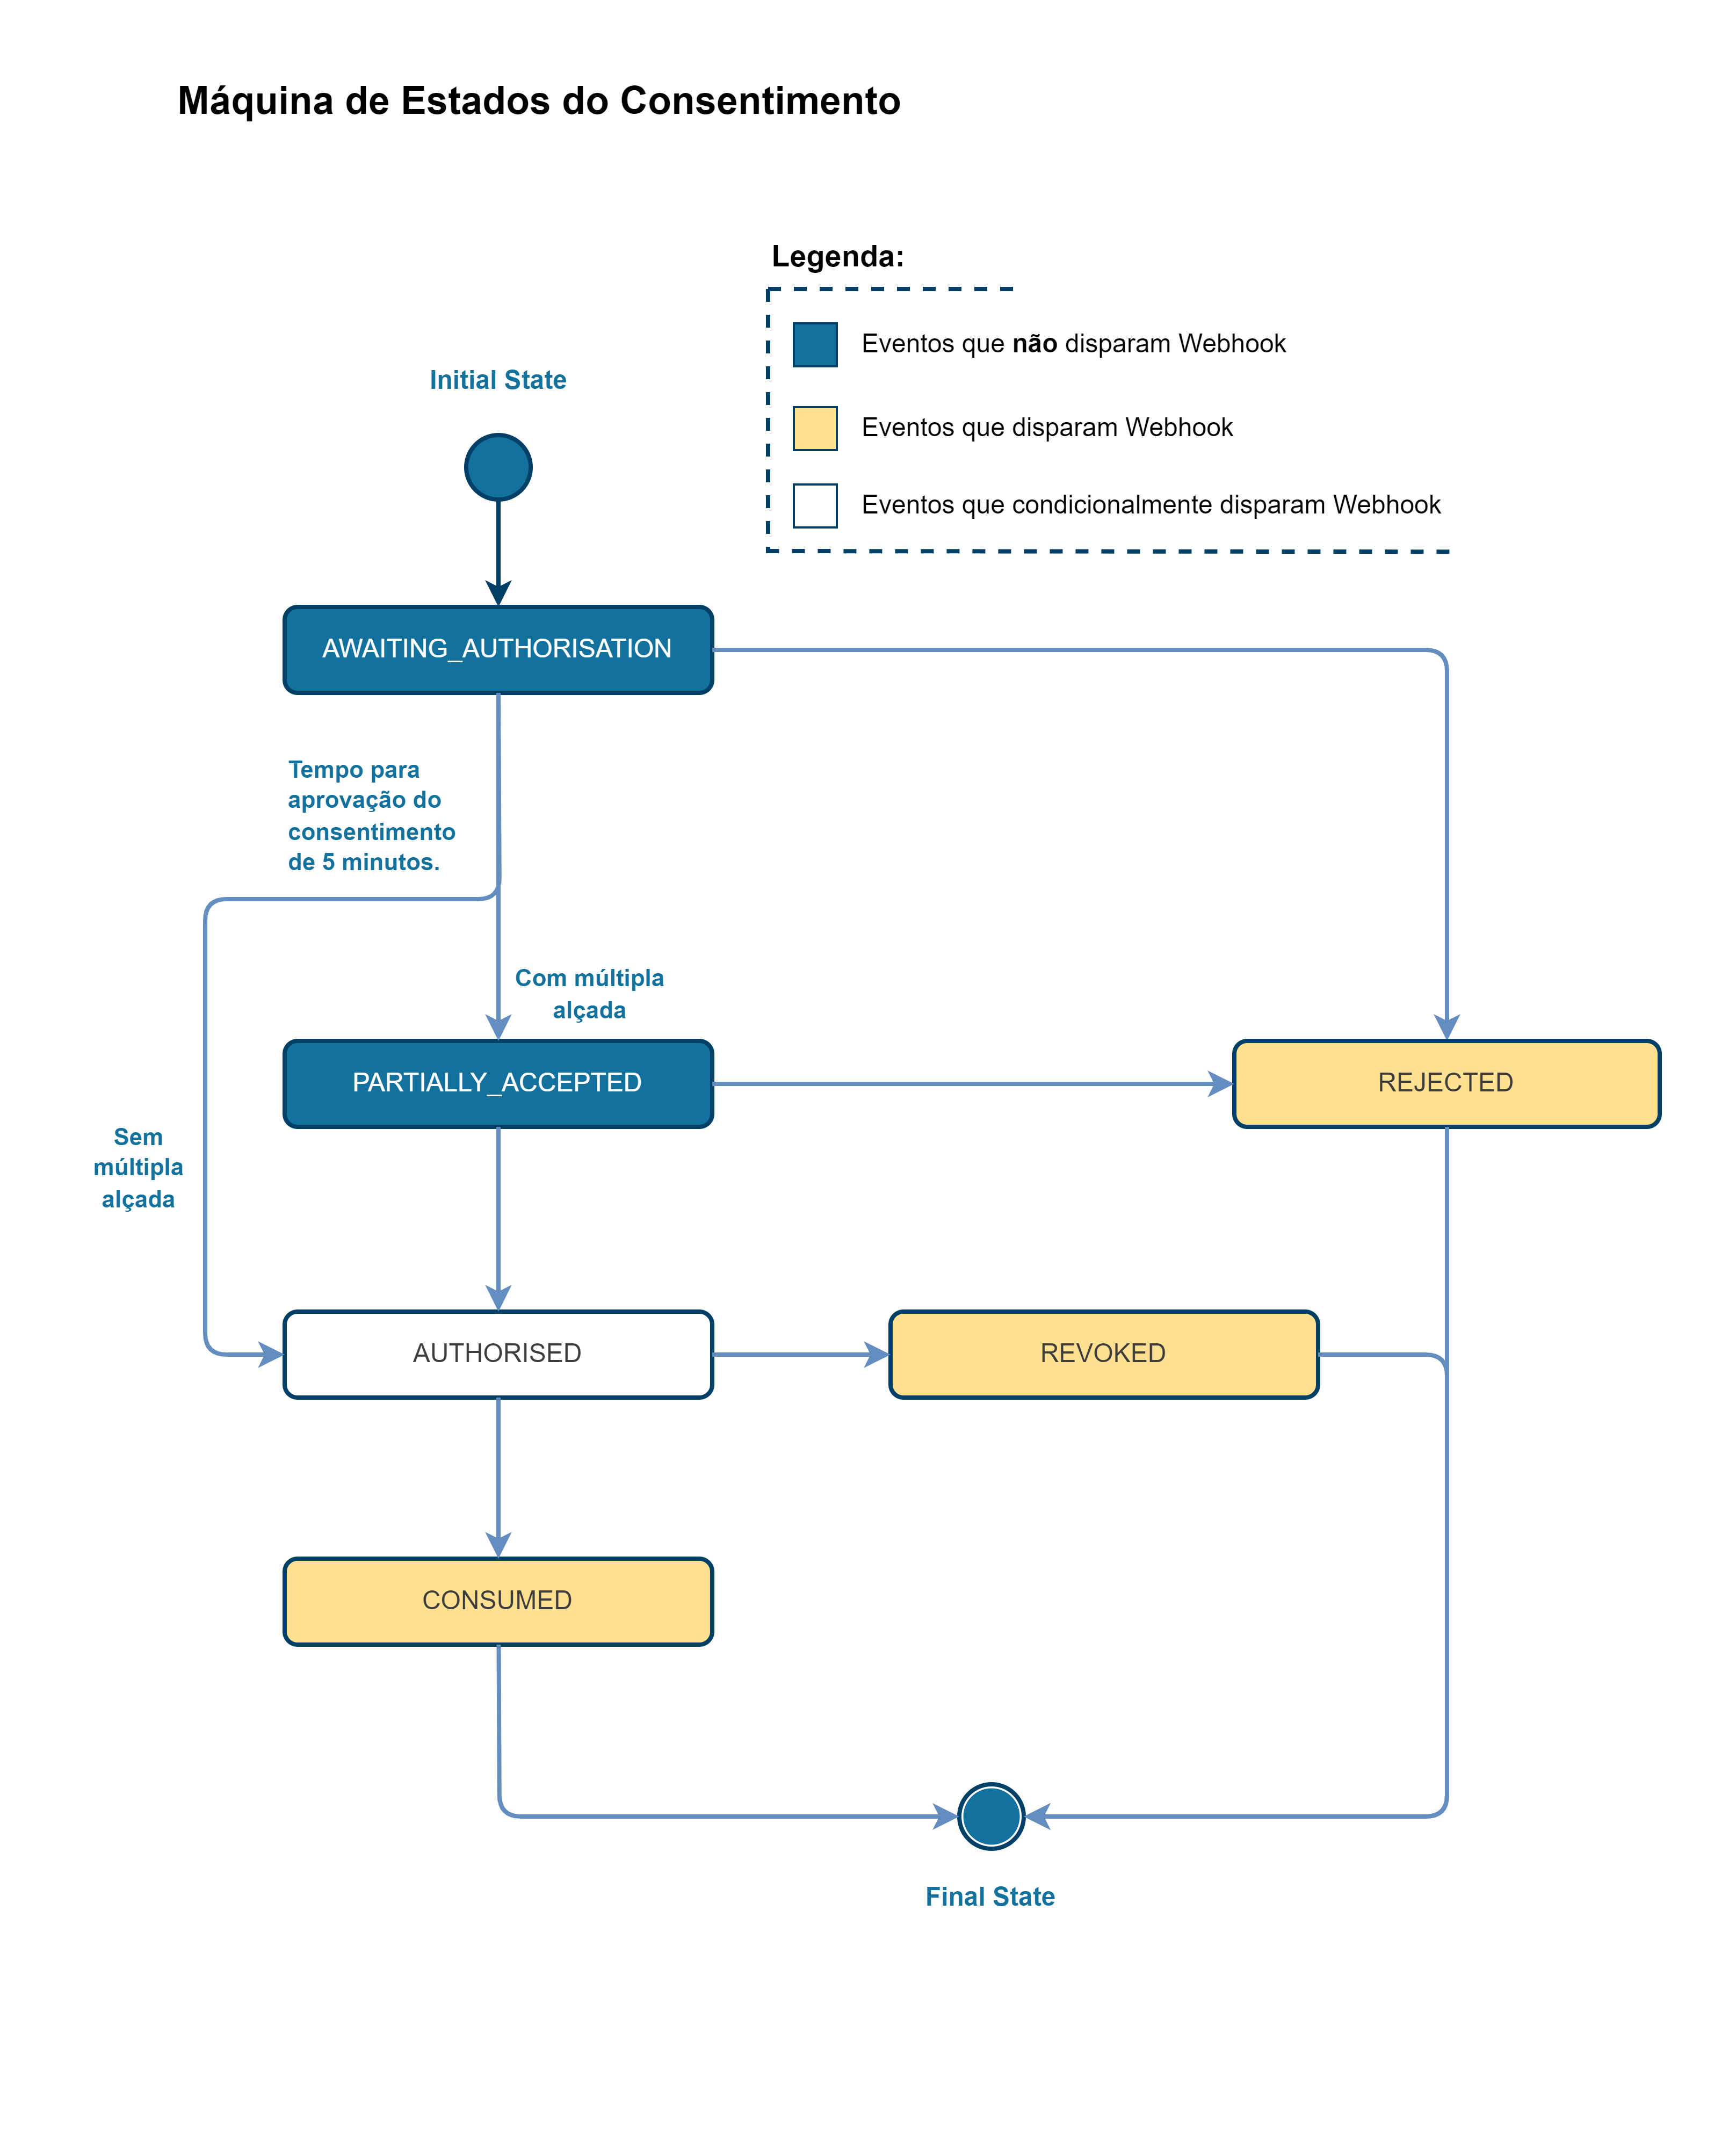 Máquina de Estados do Consentimento
Legenda:
Eventos que não disparam Webhook
Eventos que disparam Webhook
Eventos que condicionalmente disparam Webhook
Initial State
AWAITING_AUTHORISATION
Tempo para
aprovação do
consentimento
de 5 minutos.
Com múltipla
alçada
PARTIALLY_ACCEPTED
REJECTED
Sem
múltipla
alçada
AUTHORISED
REVOKED
CONSUMED
Final State